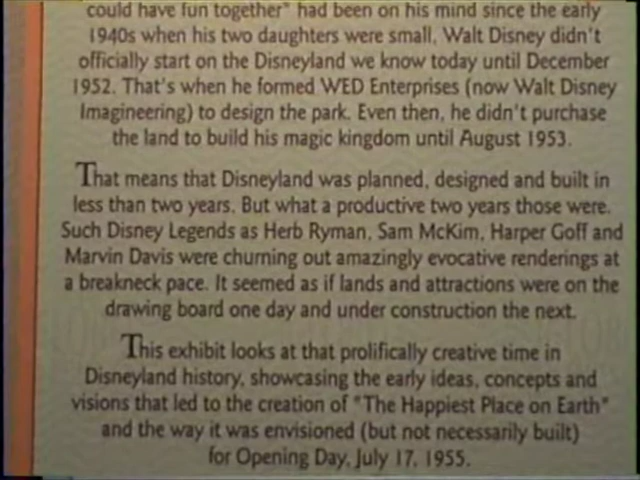 could have fun together" had been on his mind since the early
1940s when his two daughters were small, Walt Disney didn't
officially start on the Disneyland we know today until December
1952. That's when he formed WED Enterprises (now Walt Disney
Imagineering) to design the park. Even then, he didn't purchase
the land to build his magic kingdom until August 1953.
That means that Disneyland was planned, designed and built in
less than two years. But what a productive two years those were.
Such Disney Legends as Herb Ryman, Sam McKim, Harper Goff and
Marvin Davis were churning out amazingly evocative renderings at
a breakneck pace. It seemed as if lands and attractions were on the
drawing board one day and under construction the next.
This exhibit looks at that prolifically creative time in
Disneyland history, showcasing the early ideas, concepts and
visions that led to the creation of "The Happiest Place on Earth"
and the way it was envisioned (but not necessarily built)
for Opening Day, July 17, 1955.